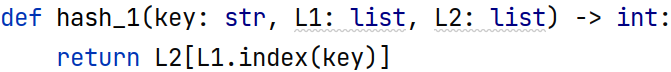 def hash_1(key: str, L1: list, L2: list) -> int:
    return L2[L1.index(key)]